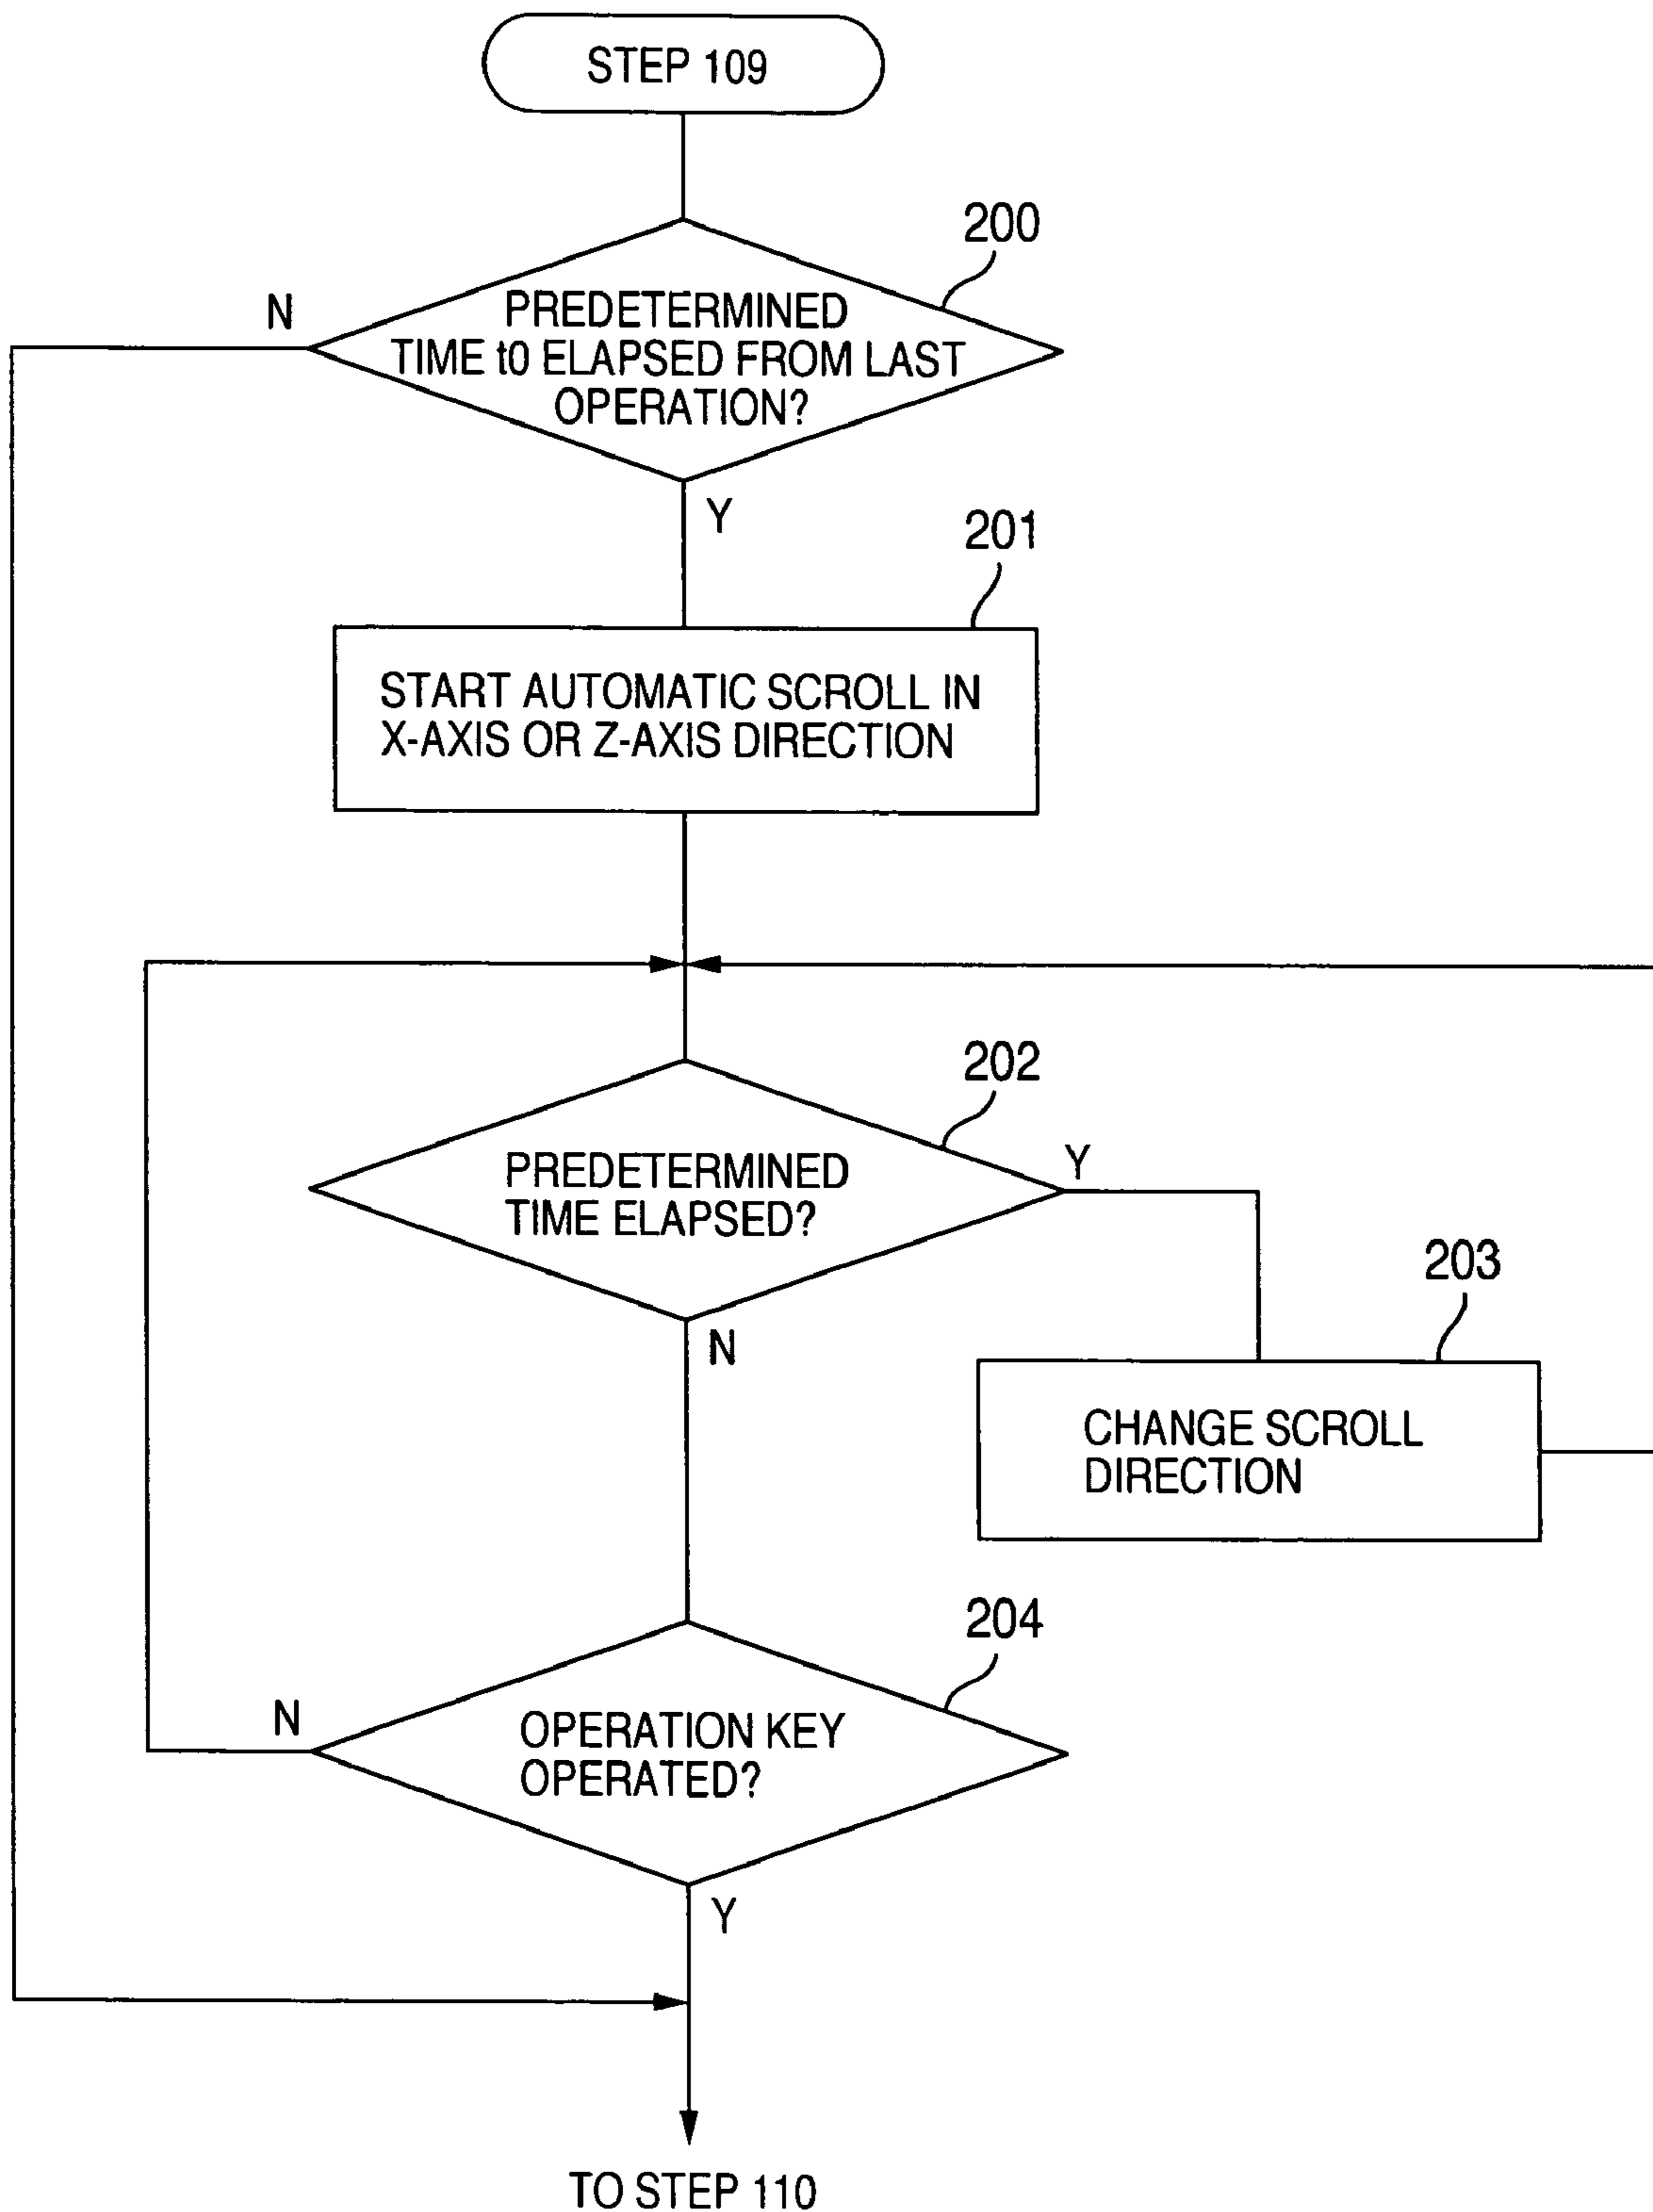 STEP 109
200
N
PREDETERMINED
TIME t0 ELAPSED FROM LAST
OPERATION?
Y
201
START AUTOMATIC SCROLL IN
X-AXIS OR Z-AXIS DIRECTION
202
Y
PREDETERMINED
TIME ELAPSED?
N
203
CHANGE SCROLL
DIRECTION
204
N
OPERATION KEY
OPERATED?
Y
TO STEP 110